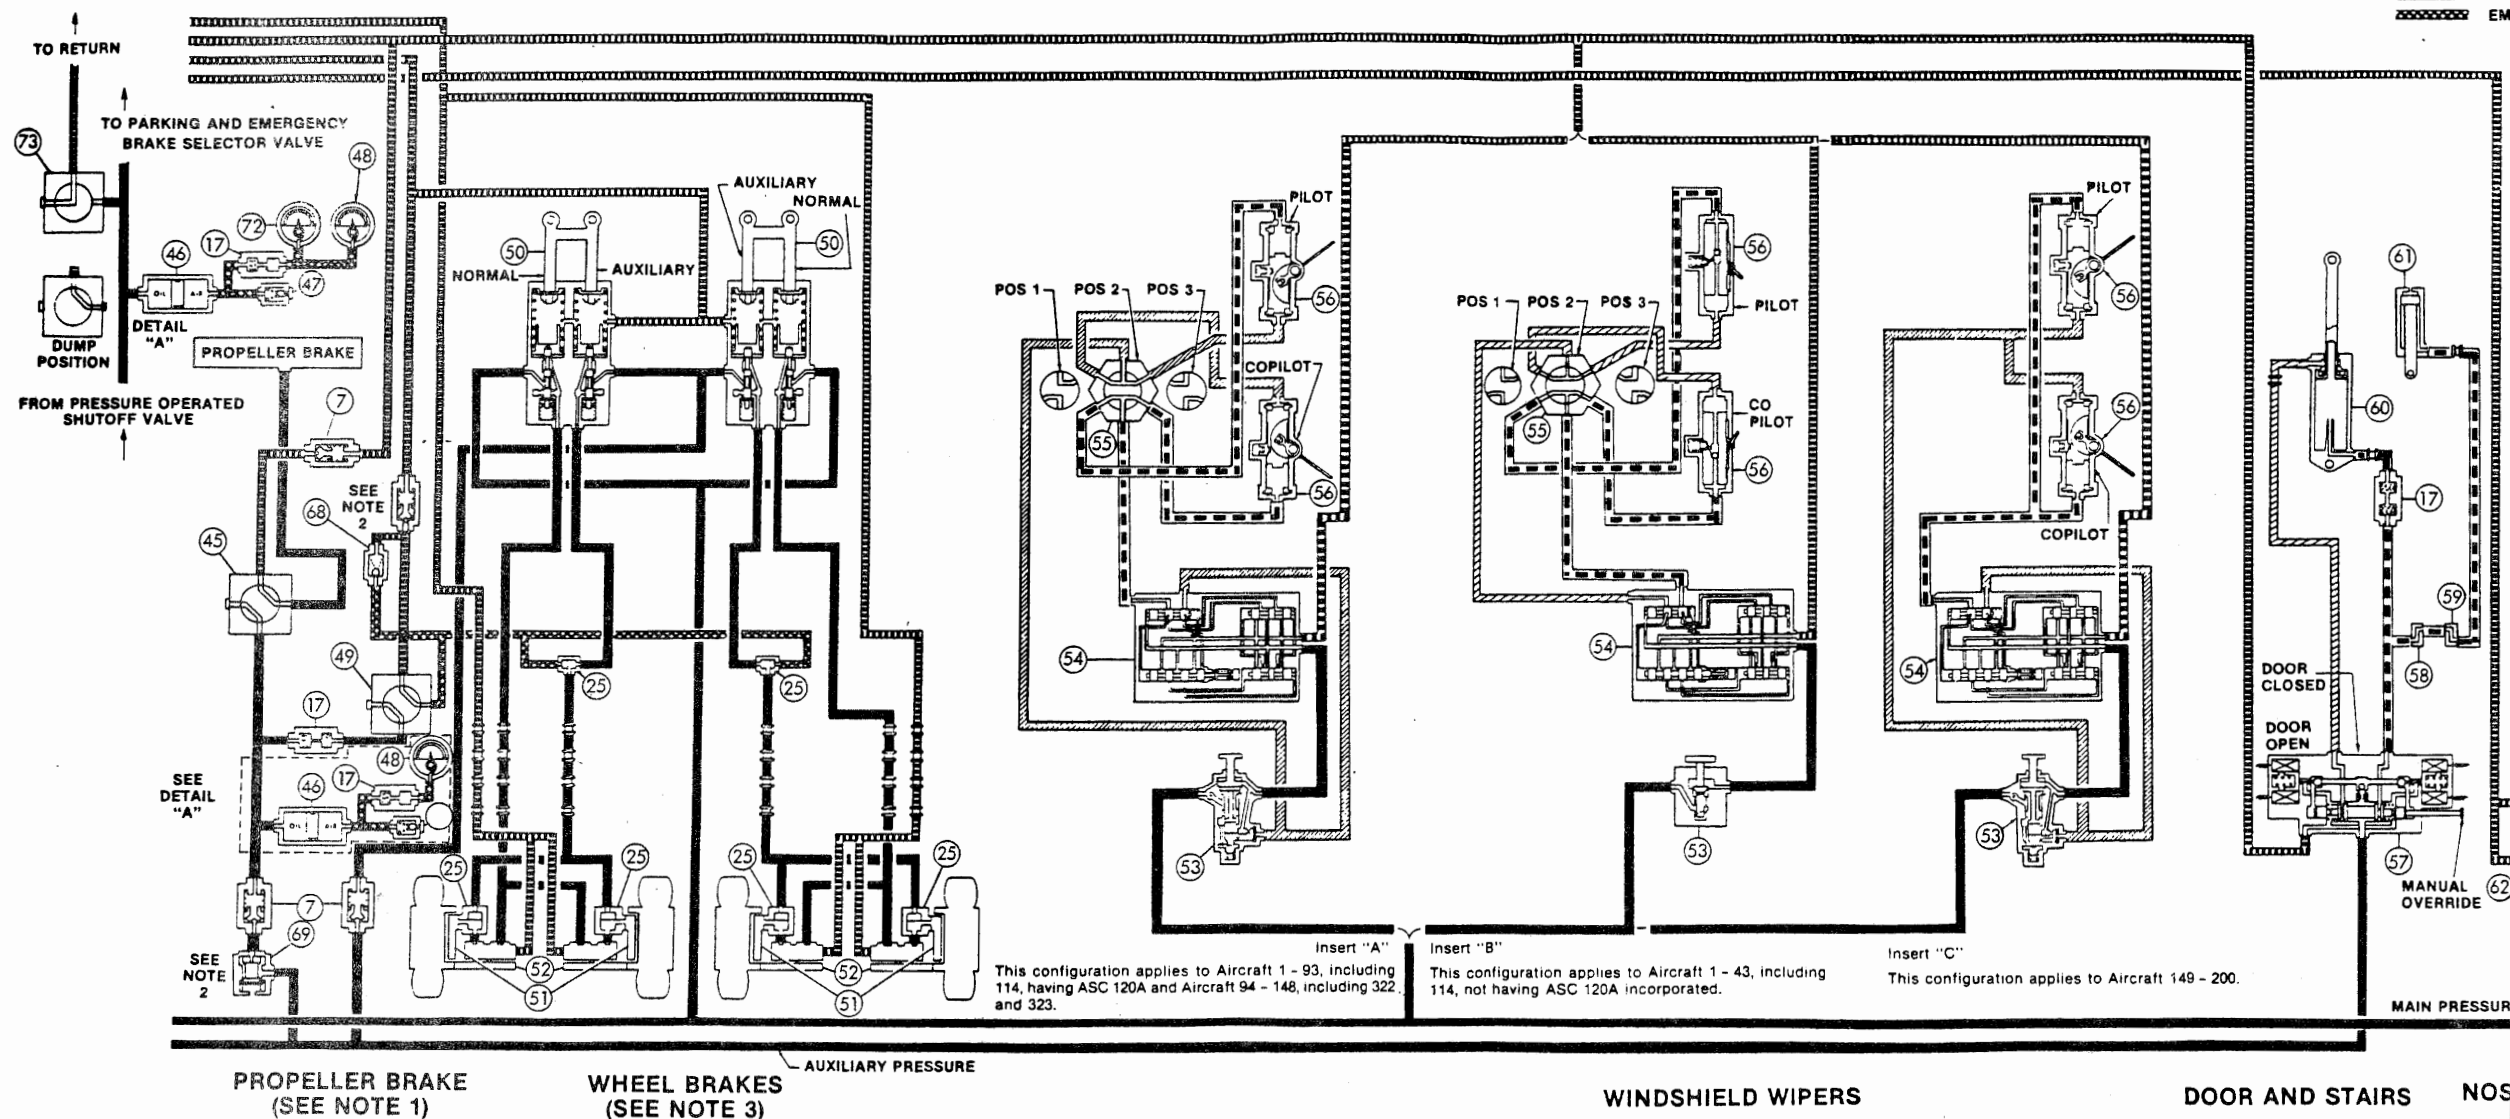 EM
TO RETURN
TO PARKING AND EMERGENCY
BRAKE SELECTOR VALVE
73
48
72
17
46
47
DETAIL
"A"
DUMP
POSITION
PROPELLER BRAKE
FROM PRESSURE OPERATED
SHUTOFF VALVE
7
SEE
NOTE
2
68
45
49
17
48
SEE
DETAIL
"A"
46
17
7
69
SEE
NOTE
2
AUXILIARY
NORMAL
50
50
NORMAL
AUXILIARY
25
25
25
25
25
25
52
51
52
51
PILOT
56
POS 1
POS 2
POS 3
COPILOT
55
56
54
53
Insert "A"
This configuration applies to Aircraft 1 - 93, including
114, having ASC 120A and Aircraft 94 - 148, including 322
and 323.
56
PILOT
POS 1
POS 2
POS 3
CO
PILOT
55
56
54
53
Insert "B"
This configuration applies to Aircraft 1 - 43, including
114, not having ASC 120A incorporated.
PILOT
56
56
COPILOT
54
53
Insert "C"
This configuration applies to Aircraft 149 - 200.
61
60
17
59
58
DOOR
CLOSED
DOOR
OPEN
57
MANUAL
OVERRIDE
62
MAIN PRESSUR
AUXILIARY PRESSURE
PROPELLER BRAKE
(SEE NOTE 1)
WHEEL BRAKES
(SEE NOTE 3)
WINDSHIELD WIPERS
DOOR AND STAIRS
NOS